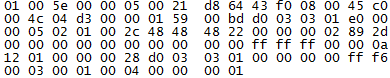 01 00 5e 00 00 05 00 21 d8 64 43 f0 08 00 45 c0
00 4c 04 d3 00 00 01 59 00 bd d0 03 03 01 e0 00
00 05 02 01 00 2c 48 48 48 22 00 00 00 02 89 2d
00 00 00 00 00 00 00 00 00 00 ff ff ff 00 00 0a
12 01 00 00 00 28 d0 03 03 01 00 00 00 00 ff f6
00 03 00 01 00 04 00 00 00 01